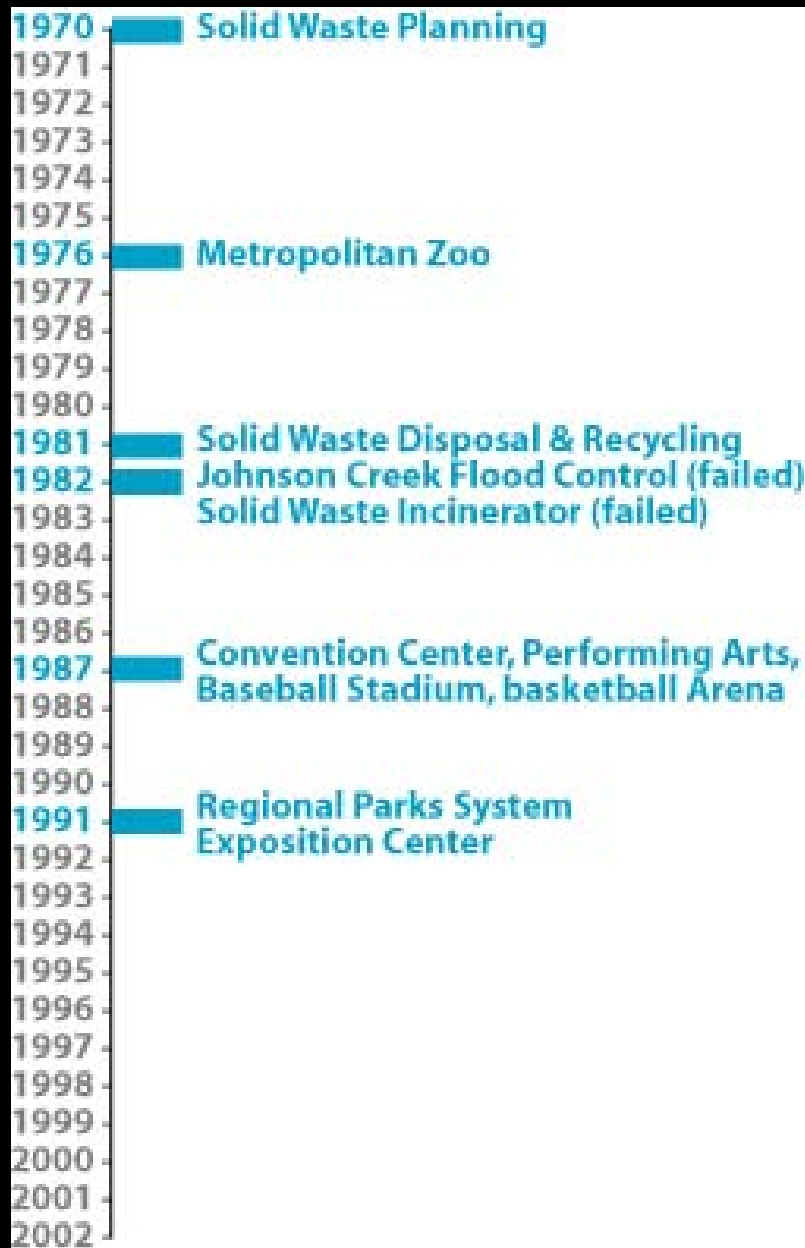 1970 Solid Waste Planning
1971
1972
1973
1974
1975
1976 Metropolitan Zoo
1977
1978
1979
1980
1981 Solid Waste Disposal & Recycling
1982 Johnson Creek Flood Control (failed)
1983 Solid Waste Incinerator (failed)
1984
1985
1986
1987 Convention Center, Performing Arts,
Baseball Stadium, basketball Arena
1988
1989
1990
1991 Regional Parks System
Exposition Center
1992
1993
1994
1995
1996
1997
1998
1999
2000
2001
2002